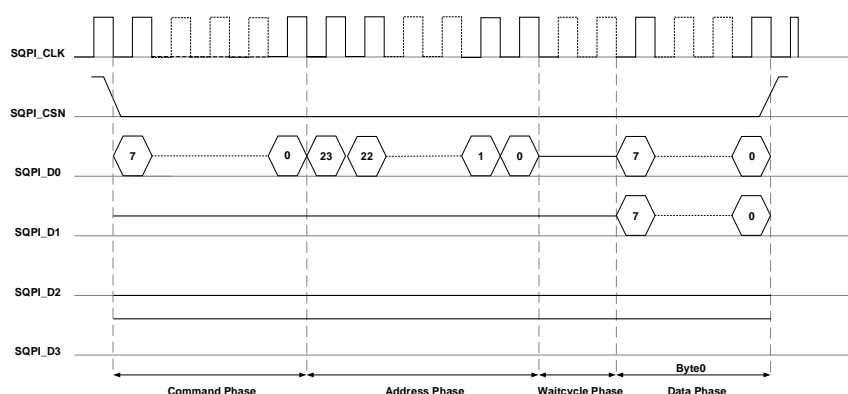 SQPI_CLK
SQPI_CSN
SQPI_D0
7 0 23 22 1 0 7 0
SQPI_D1
7 0
SQPI_D2
SQPI_D3
Byte0
Command Phase Address Phase Waitcycle Phase Data Phase